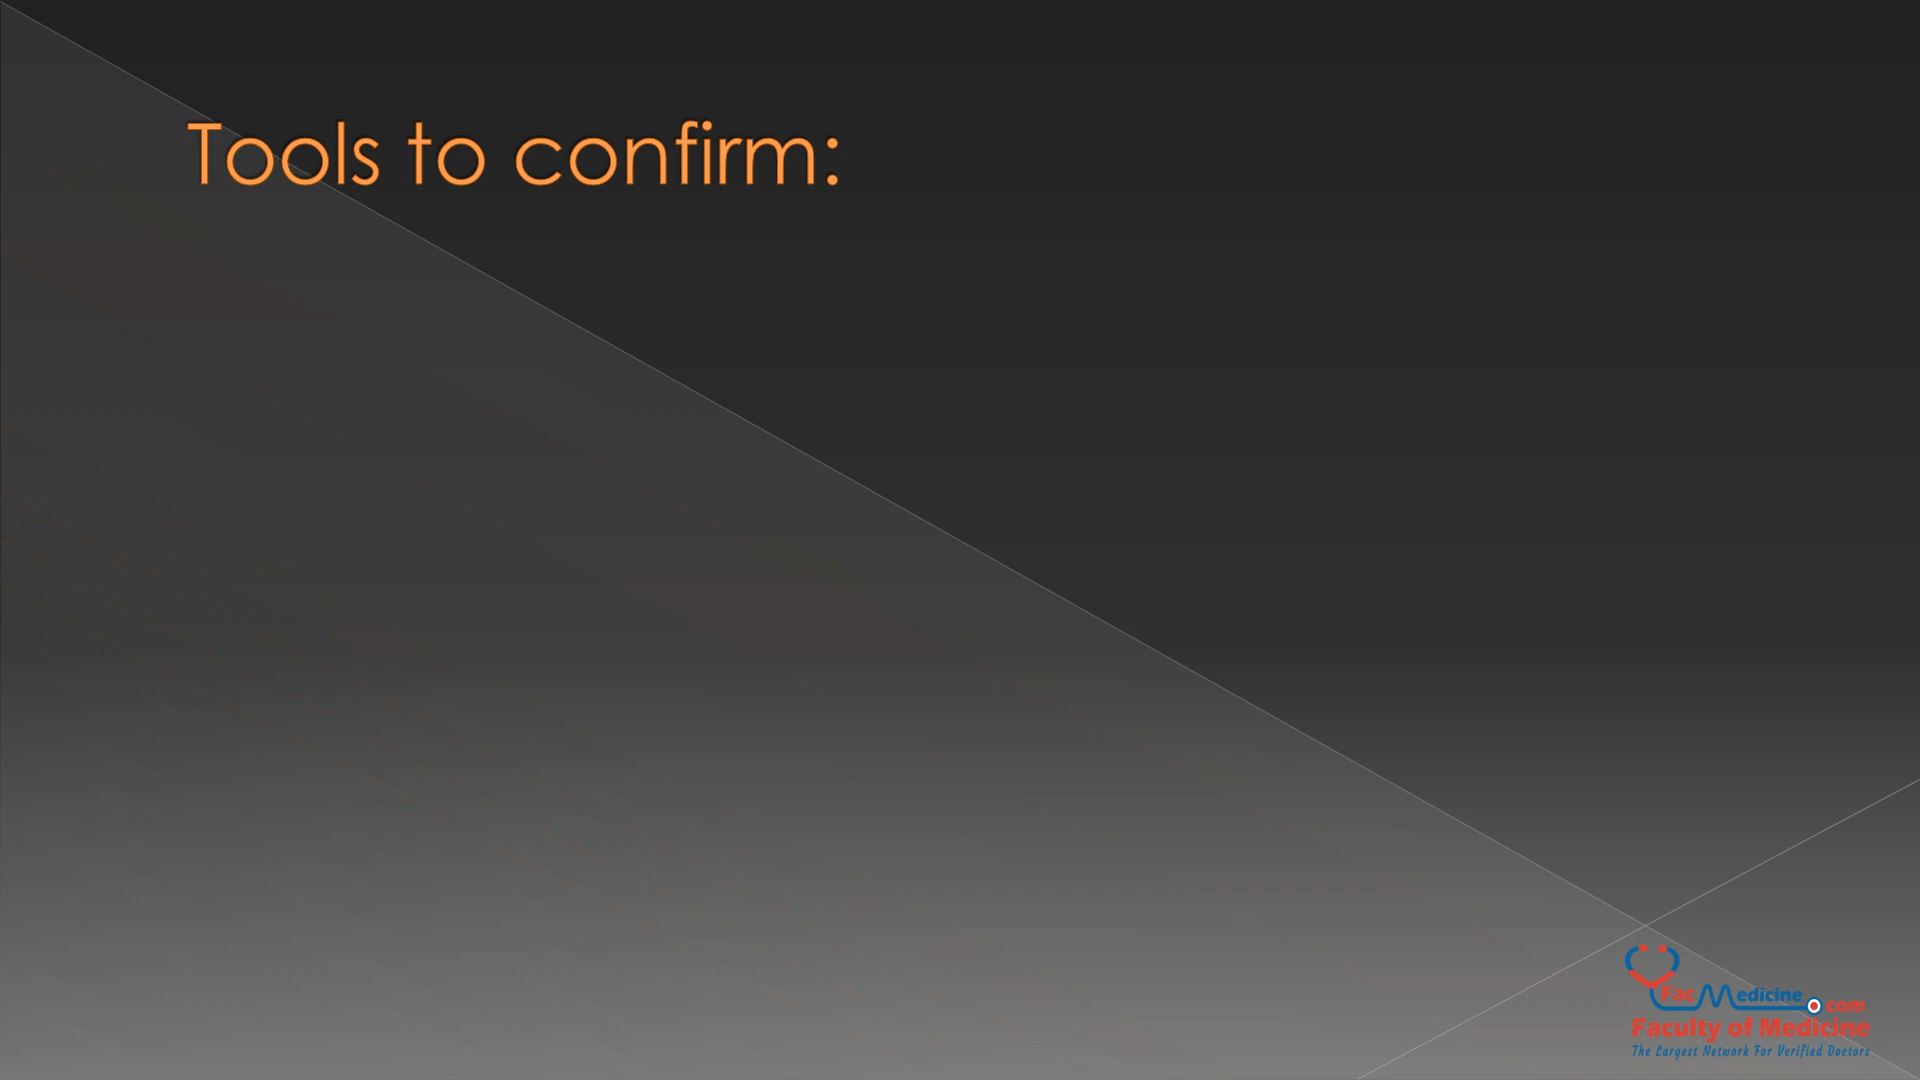 Tools to confirm:
FacMedicine.com
Faculty of Medicine
The Largest Network For Verified Doctors